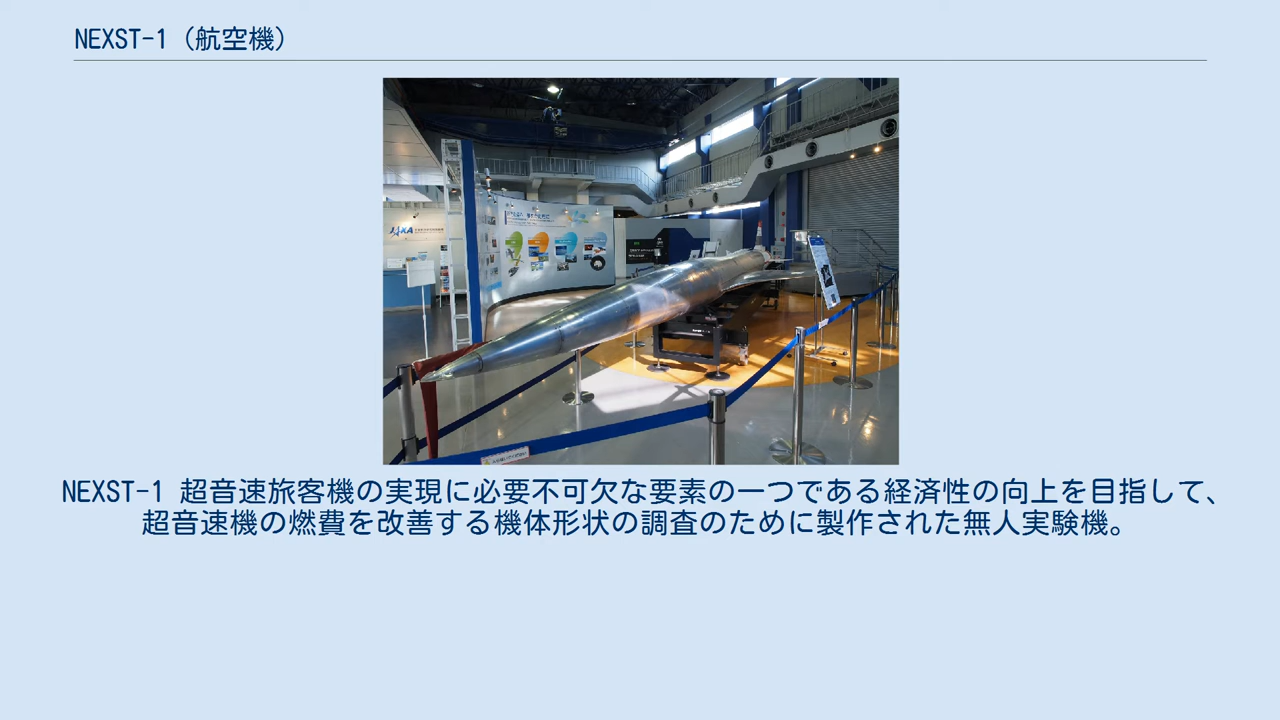 NEXST-1（航空機）
JAXA
NEXST-1 超音速旅客機の実現に必要不可欠な要素の一つである経済性の向上を目指して、
超音速機の燃費を改善する機体形状の調査のために製作された無人実験機。